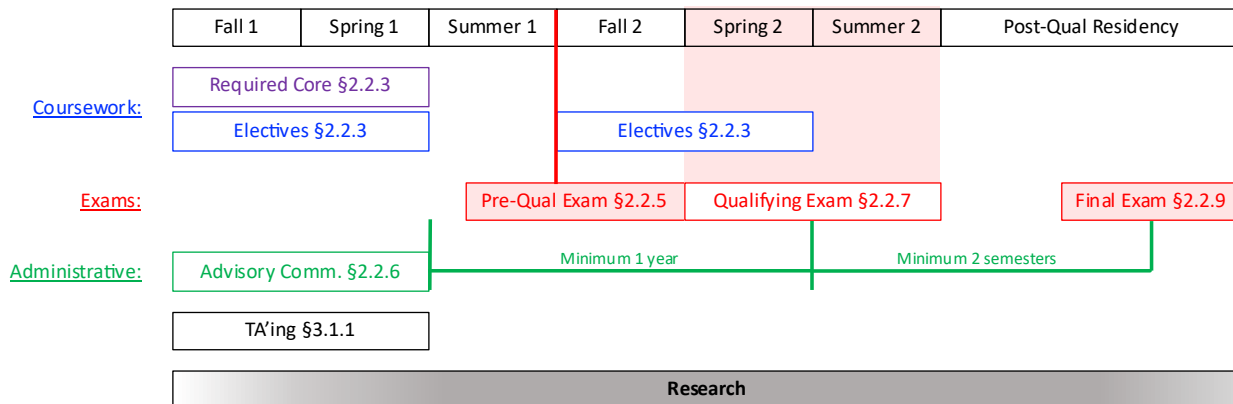 Fall 1 Spring 1 Summer 1 Fall 2 Spring 2 Summer 2 Post-Qual Residency
Required Core §2.2.3
Coursework:
Electives §2.2.3 Electives §2.2.3
Exams: Pre-Qual Exam §2.2.5 Qualifying Exam §2.2.7 Final Exam §2.2.9
Administrative: Advisory Comm. §2.2.6 Minimum 1 year Minimum 2 semesters
TA'ing §3.1.1
Research